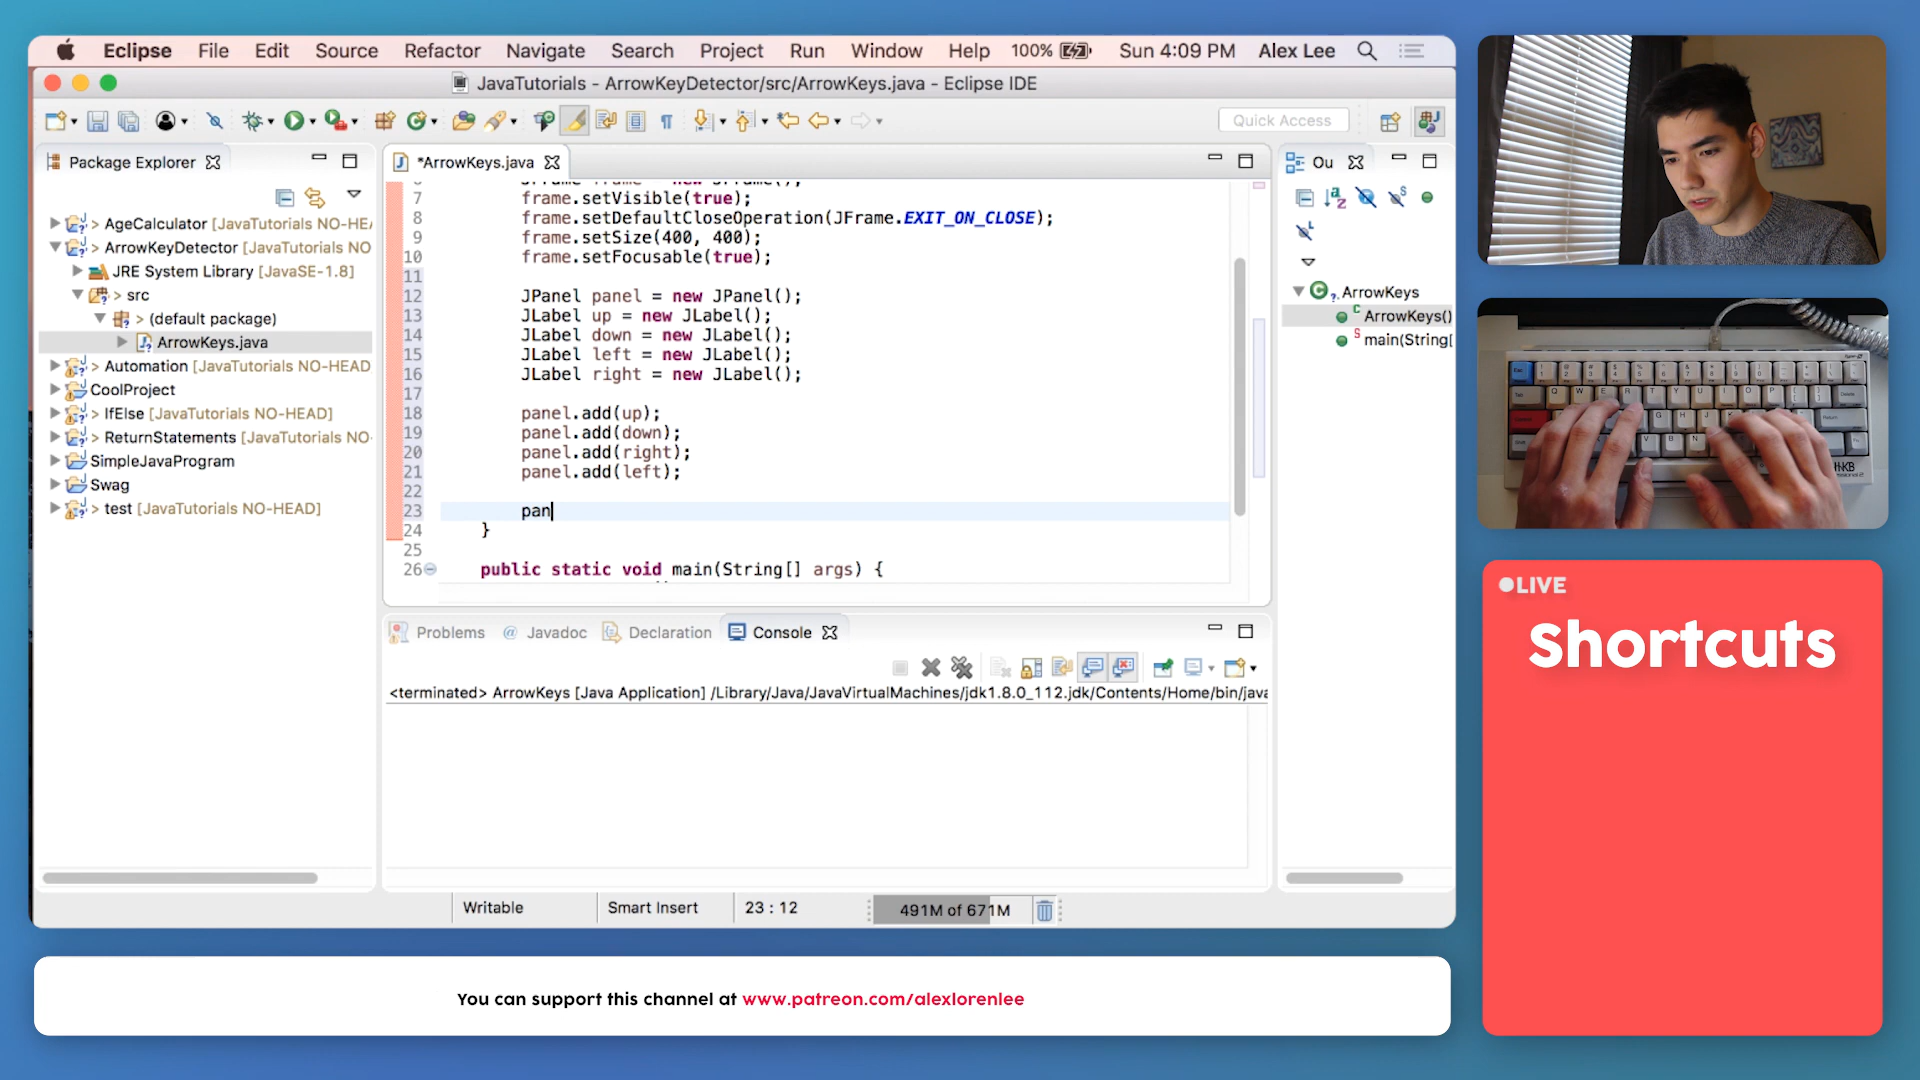 Eclipse File Edit Source Refactor Navigate Search Project Run Window Help 100% Sun 4:09 PM Alex Lee
JavaTutorials - ArrowKeyDetector/src/ArrowKeys.java - Eclipse IDE
Quick Access
Package Explorer
> AgeCalculator [JavaTutorials NO-HEA
> ArrowKeyDetector [JavaTutorials NO
JRE System Library [JavaSE-1.8]
> src
> (default package)
ArrowKeys.java
> Automation [JavaTutorials NO-HEAD
CoolProject
> IfElse [JavaTutorials NO-HEAD]
> ReturnStatements [JavaTutorials NO-
SimpleJavaProgram
Swag
> test [JavaTutorials NO-HEAD]
*ArrowKeys.java
7 frame.setVisible(true);
8 frame.setDefaultCloseOperation(JFrame.EXIT_ON_CLOSE);
9 frame.setSize(400, 400);
10 frame.setFocusable(true);
11
12 JPanel panel = new JPanel();
13 JLabel up = new JLabel();
14 JLabel down = new JLabel();
15 JLabel left = new JLabel();
16 JLabel right = new JLabel();
17
18 panel.add(up);
19 panel.add(down);
20 panel.add(right);
21 panel.add(left);
22
23 pan
24 }
25
26 public static void main(String[] args) {
Ou
ArrowKeys
ArrowKeys()
main(String[
Problems Javadoc Declaration Console
<terminated> ArrowKeys [Java Application] /Library/Java/JavaVirtualMachines/jdk1.8.0_112.jdk/Contents/Home/bin/java
Writable Smart Insert 23 : 12 491M of 671M
LIVE
Shortcuts
You can support this channel at www.patreon.com/alexlorenlee